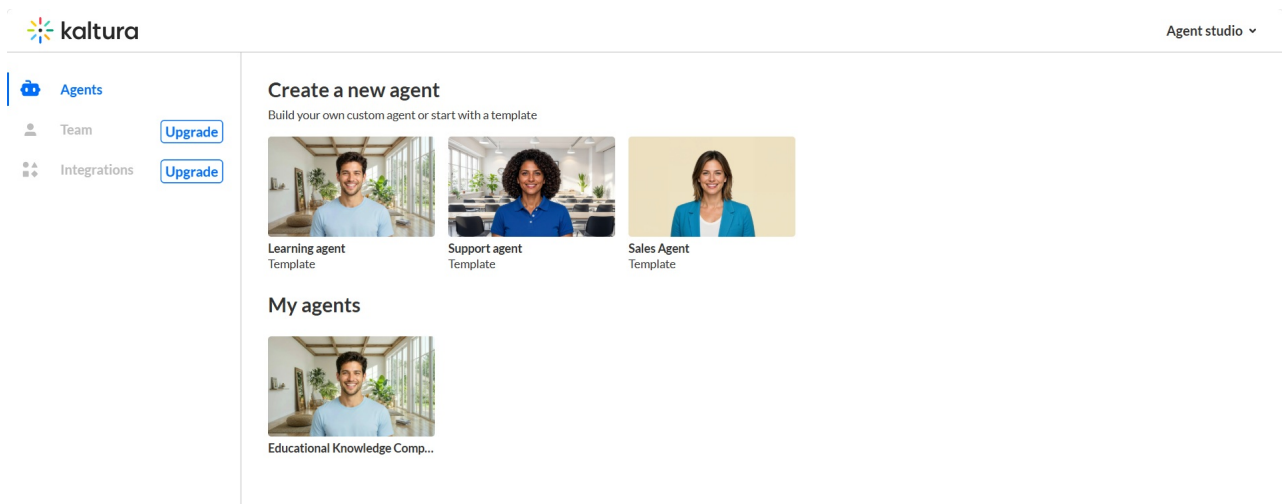 kaltura
Agent studio
Agents
Team
Upgrade
Integrations
Upgrade
Create a new agent
Build your own custom agent or start with a template
Learning agent
Template
Support agent
Template
Sales Agent
Template
My agents
Educational Knowledge Comp...